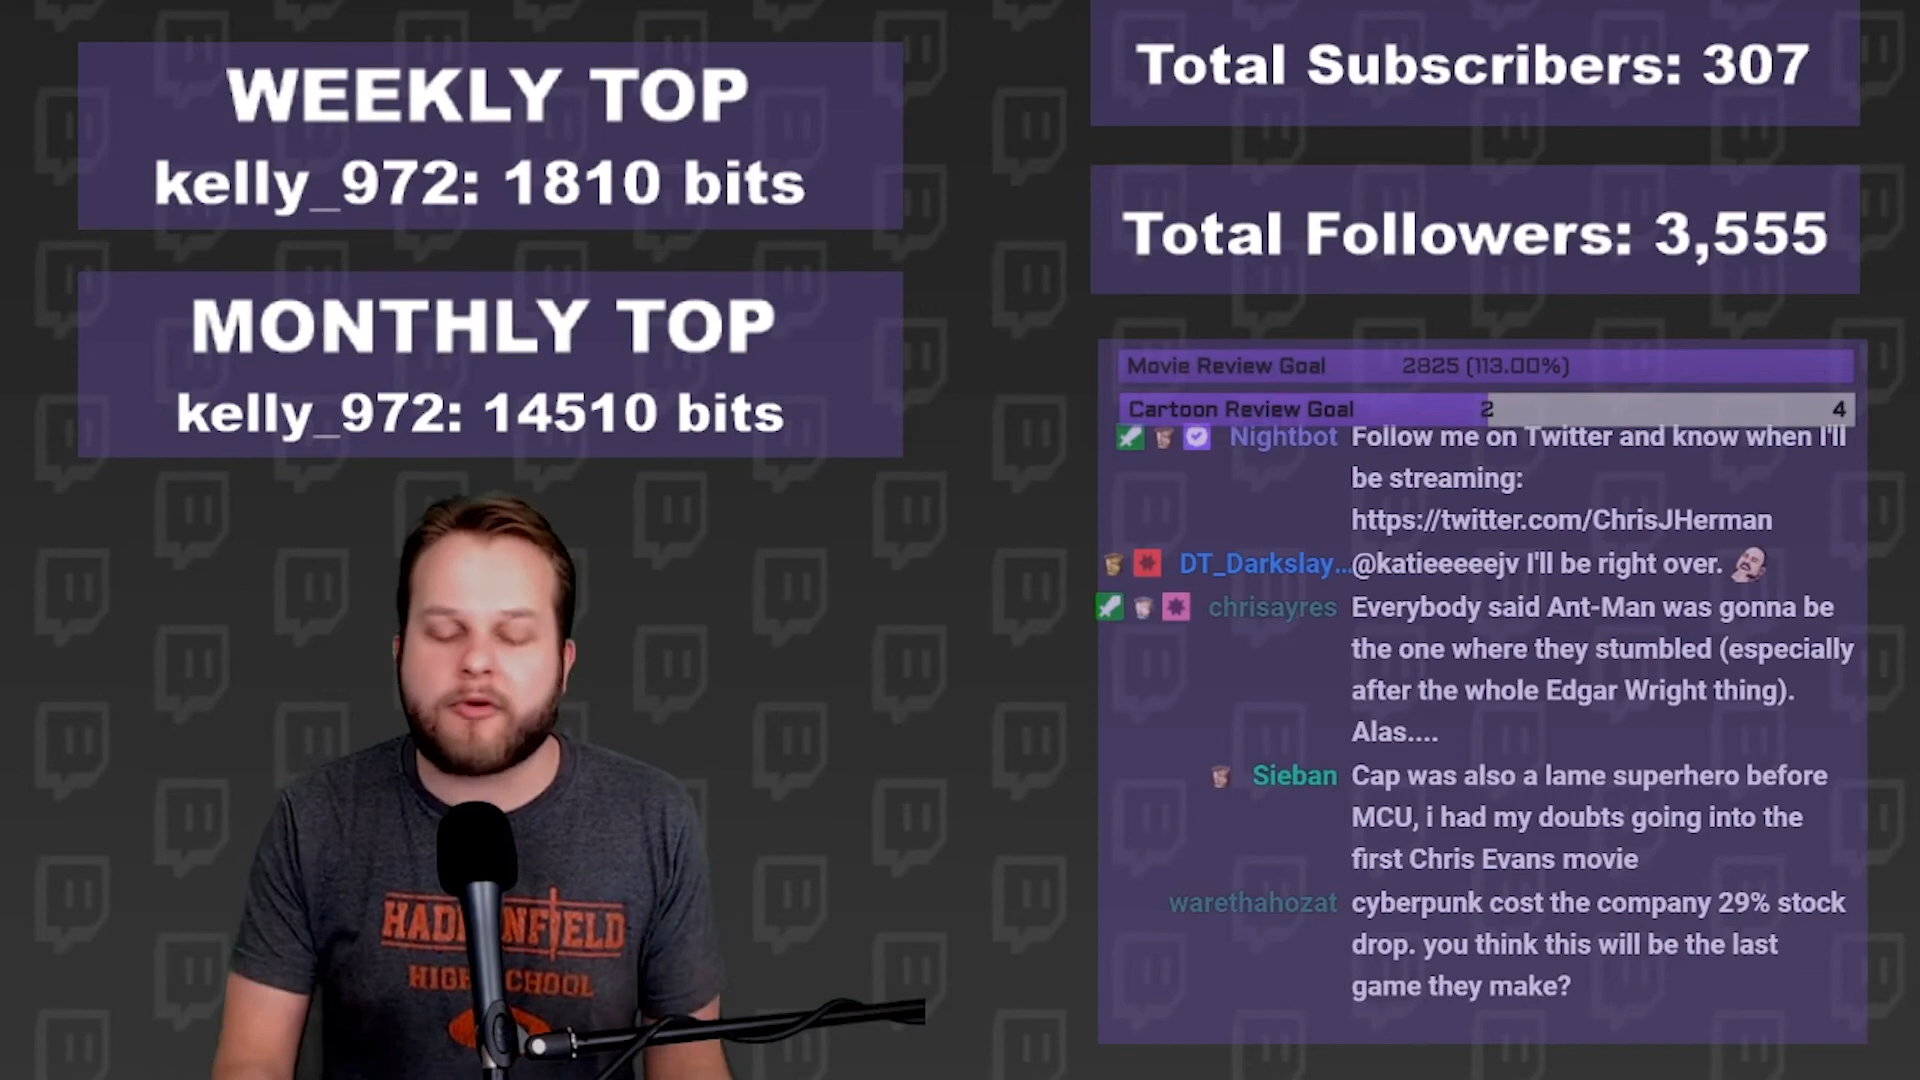 WEEKLY TOP
kelly_972: 1810 bits
MONTHLY TOP
kelly_972: 14510 bits
Total Subscribers: 307
Total Followers: 3,555
Movie Review Goal 2825 (113.00%)
Cartoon Review Goal 2 4
Nightbot Follow me on Twitter and know when I'll
be streaming:
https://twitter.com/ChrisJHerman
DT_Darkslay... @katieeeeejv I'll be right over.
chrisayres Everybody said Ant-Man was gonna be
the one where they stumbled (especially
after the whole Edgar Wright thing).
Alas....
Sieban Cap was also a lame superhero before
MCU, i had my doubts going into the
first Chris Evans movie
warethahozat cyberpunk cost the company 29% stock
drop. you think this will be the last
game they make?
HIGH SCHOOL